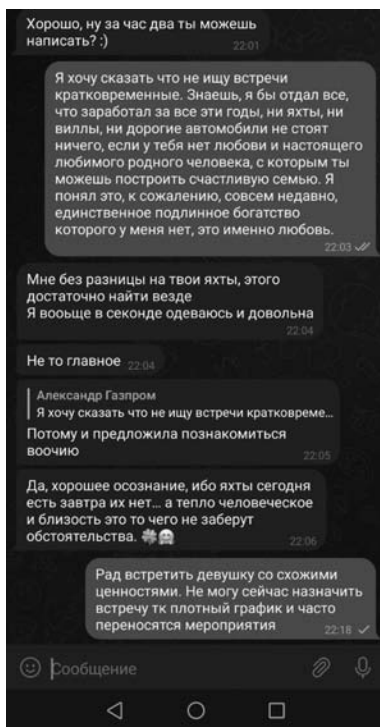 Хорошо, ну за час два ты можешь
написать? :)
22:01
Я хочу сказать что не ищу встречи
кратковременные. Знаешь, я бы отдал все,
что заработал за все эти годы, ни яхты, ни
виллы, ни дорогие автомобили не стоят
ничего, если у тебя нет любови и настоящего
любимого родного человека, с которым ты
можешь построить счастливую семью. Я
понял это, к сожалению, совсем недавно,
единственное подлинное богатство
которого у меня нет, это именно любовь.
22:03
Мне без разницы на твои яхты, этого
достаточно найти везде
Я вооьще в секонде одеваюсь и довольна
22:04
Не то главное 22:04
Александр Газпром
Я хочу сказать что не ищу встречи кратковреме...
Потому и предложила познакомиться
воочию
22:05
Да, хорошее осознание, ибо яхты сегодня
есть завтра их нет... а тепло человеческое
и близость это то чего не заберут
обстоятельства. 🍀🤗
22:06
Рад встретить девушку со схожими
ценностями. Не могу сейчас назначить
встречу тк плотный график и часто
переносятся мероприятия
22:18
Сообщение